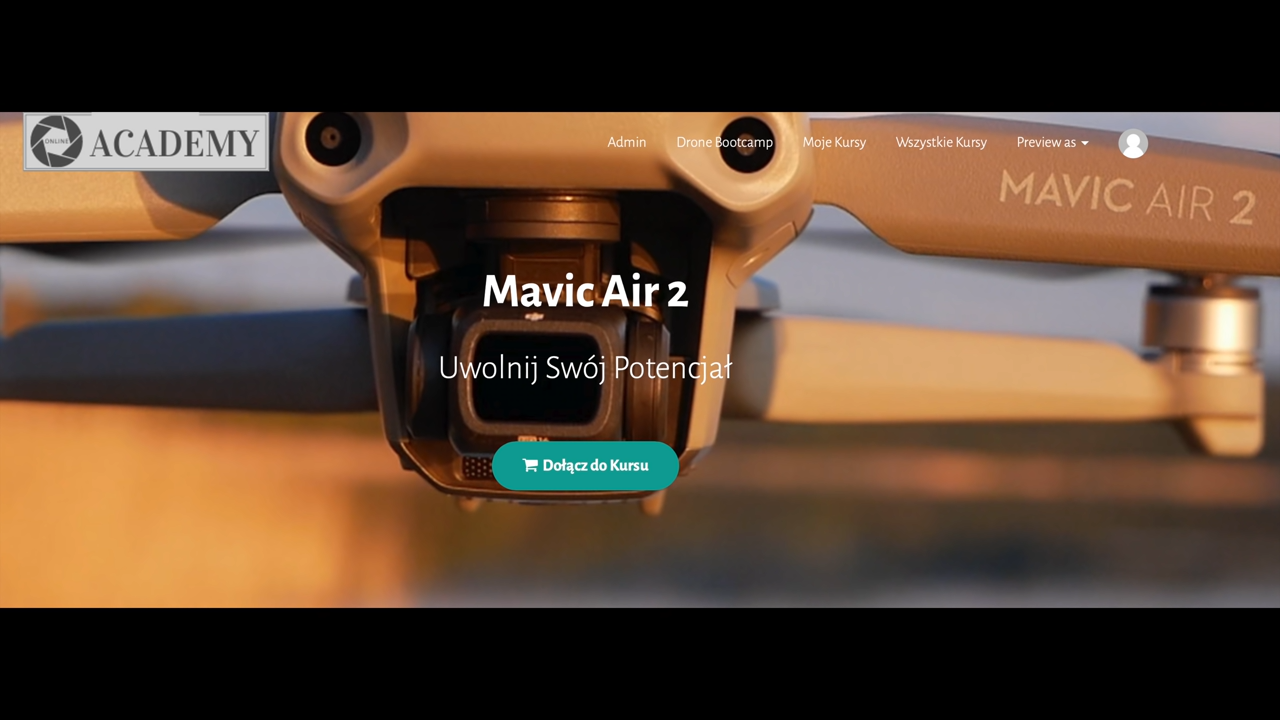 ONLINE
ACADEMY
Admin
Drone Bootcamp
Moje Kursy
Wszystkie Kursy
Preview as
MAVIC AIR 2
Mavic Air 2
dji
Uwolnij Swój Potencjał
Dołącz do Kursu